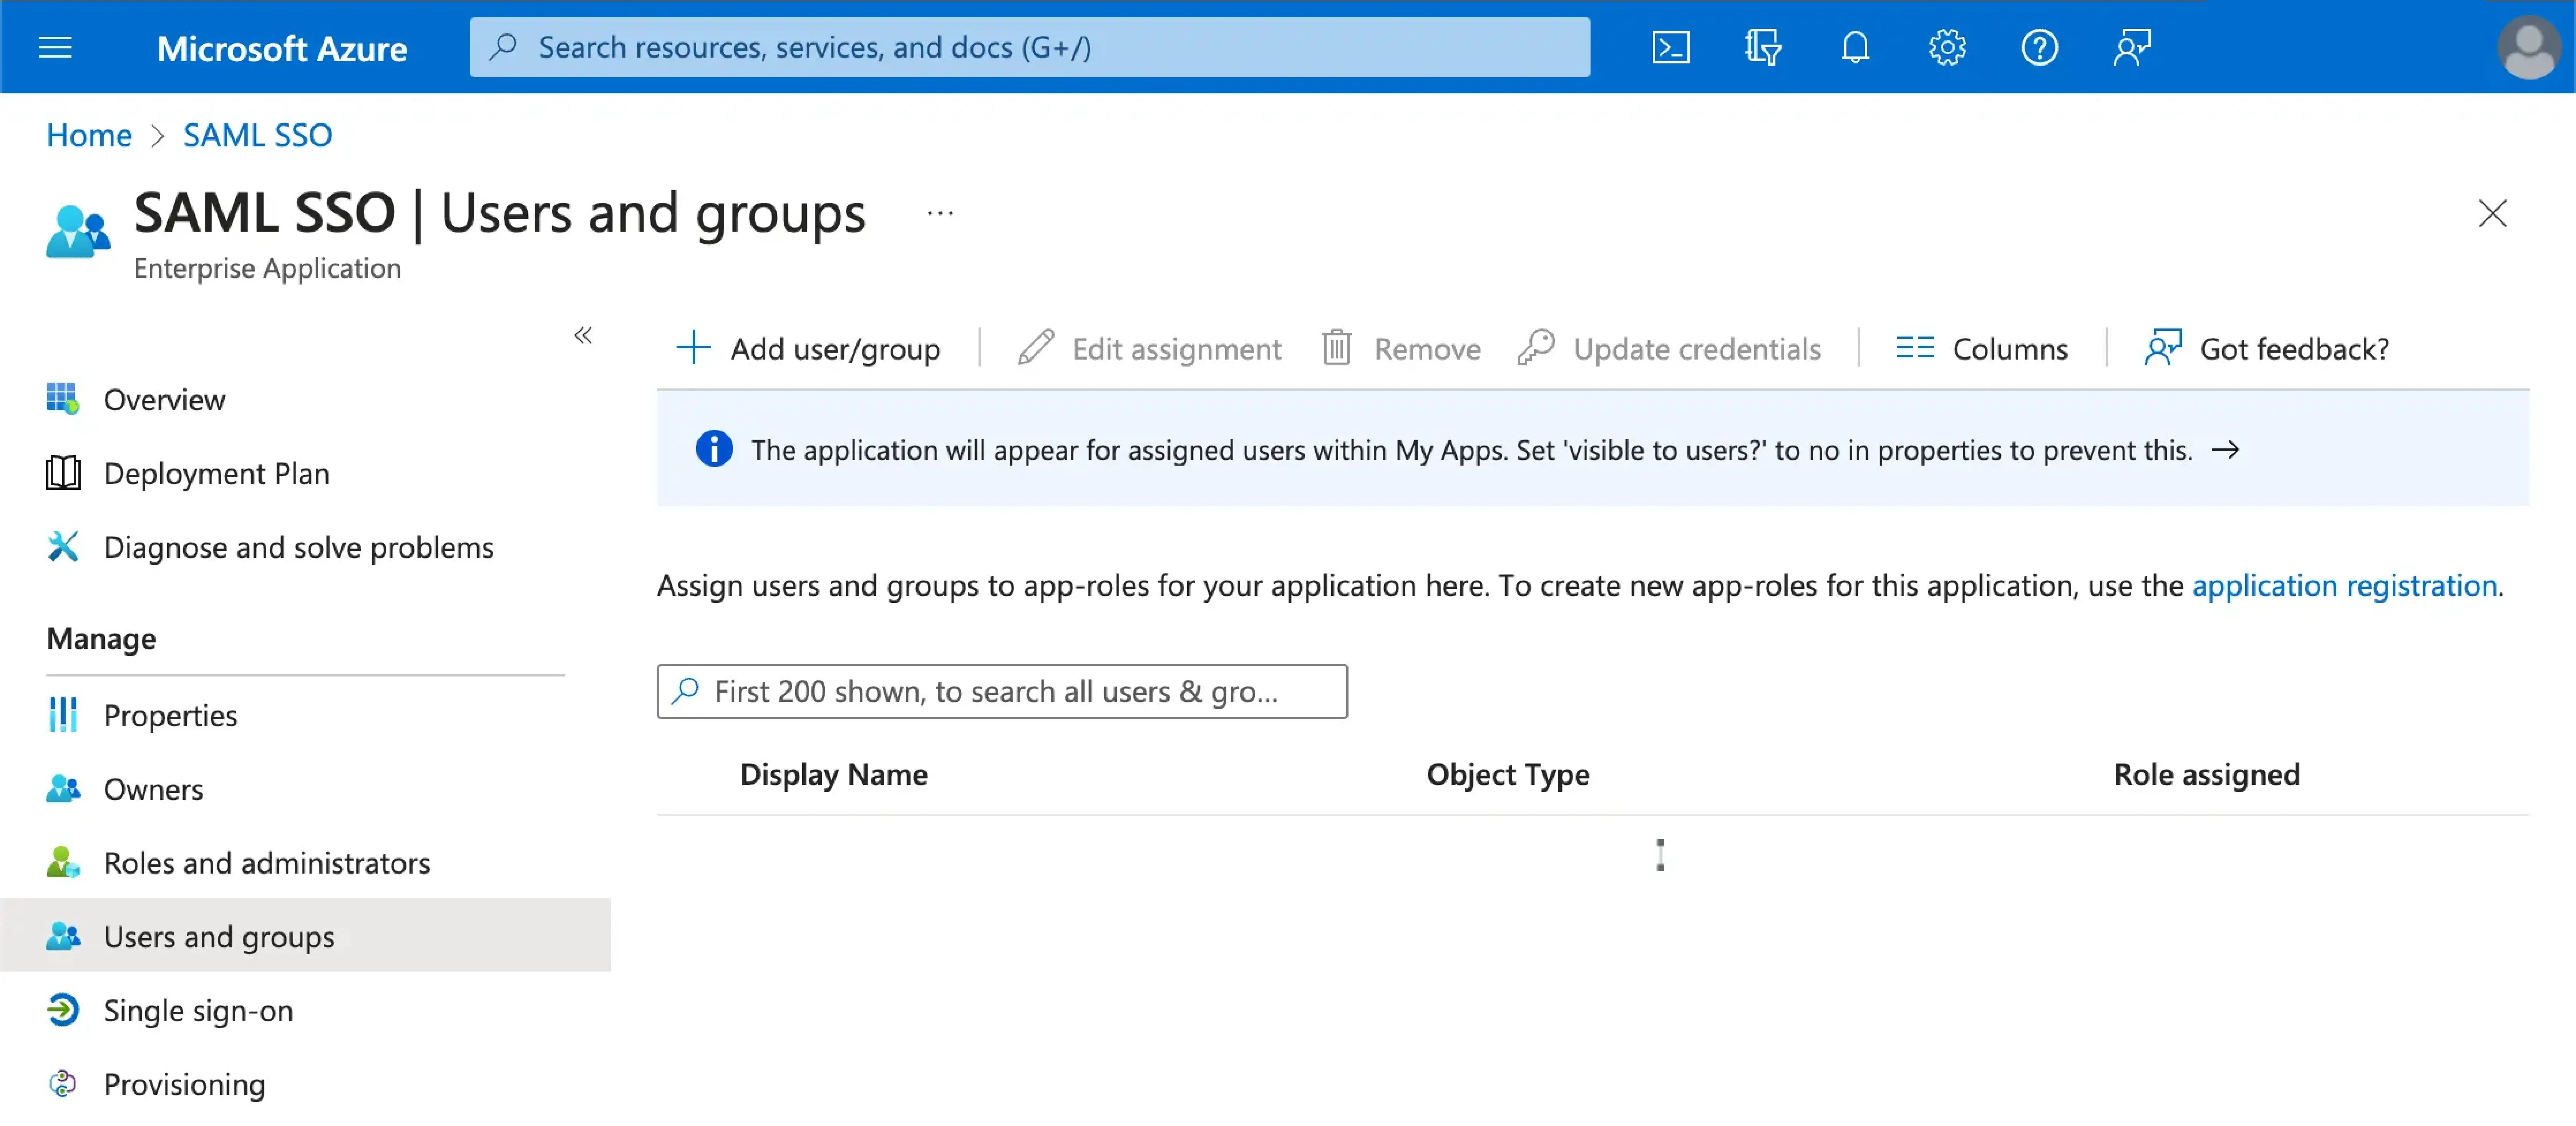 Microsoft Azure
Search resources, services, and docs (G+/)
Home > SAML SSO
SAML SSO | Users and groups ...
Enterprise Application
Overview
Deployment Plan
Diagnose and solve problems
Manage
Properties
Owners
Roles and administrators
Users and groups
Single sign-on
Provisioning
Add user/group
Edit assignment
Remove
Update credentials
Columns
Got feedback?
The application will appear for assigned users within My Apps. Set 'visible to users?' to no in properties to prevent this. →
Assign users and groups to app-roles for your application here. To create new app-roles for this application, use the application registration.
First 200 shown, to search all users & gro...
Display Name
Object Type
Role assigned